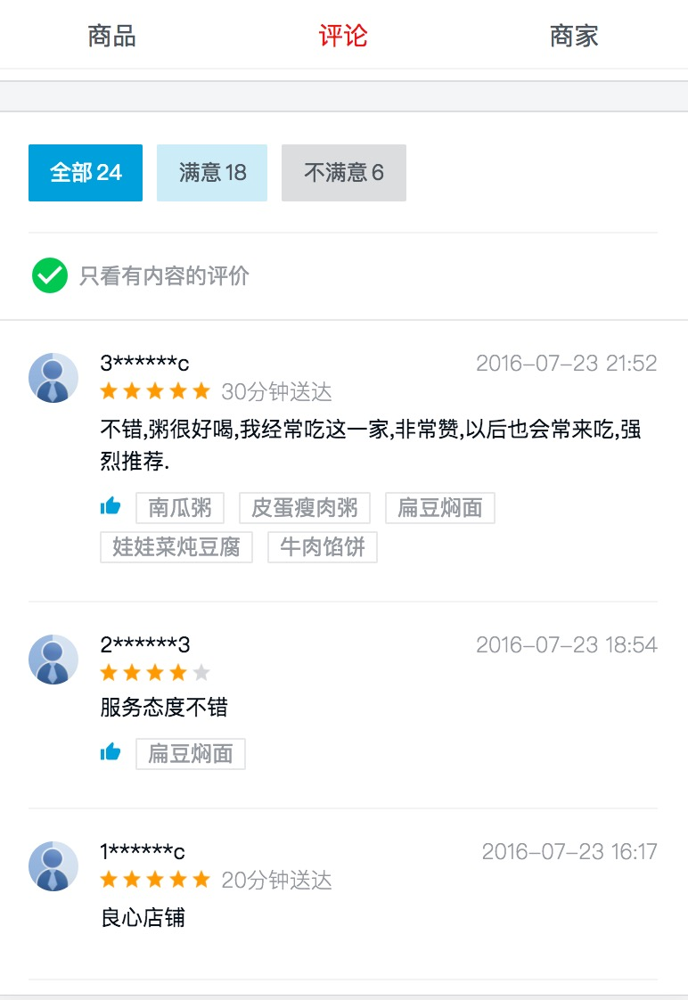 商品 评论 商家
全部 24 满意 18 不满意 6
只看有内容的评价
3******c 2016-07-23 21:52
30分钟送达
不错,粥很好喝,我经常吃这一家,非常赞,以后也会常来吃,强
烈推荐.
南瓜粥 皮蛋瘦肉粥 扁豆焖面
娃娃菜炖豆腐 牛肉馅饼
2******3 2016-07-23 18:54
服务态度不错
扁豆焖面
1******c 2016-07-23 16:17
20分钟送达
良心店铺